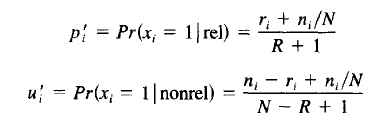 p'_i = Pr(x_i = 1|rel) = (r_i + n_i/N) / (R + 1)
u'_i = Pr(x_i = 1|nonrel) = (n_i − r_i + n_i/N) / (N − R + 1)